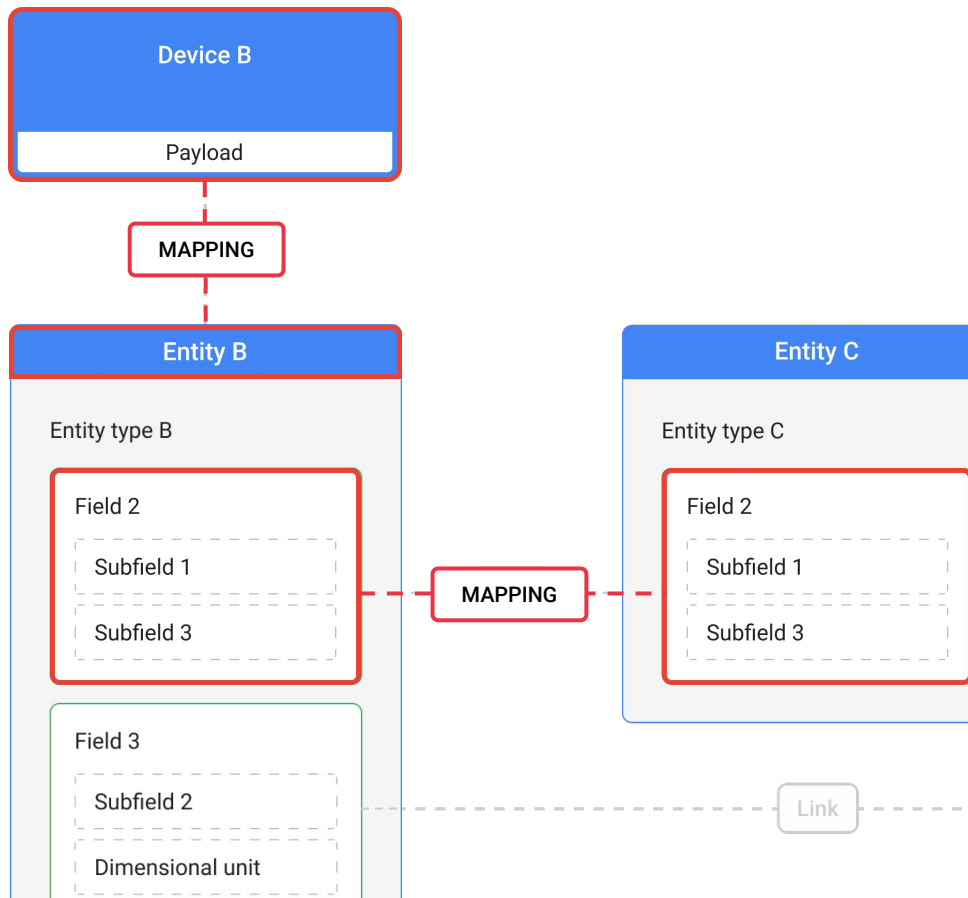 Device B
Payload
MAPPING
Entity B
Entity type B
Field 2
Subfield 1
Subfield 3
MAPPING
Entity C
Entity type C
Field 2
Subfield 1
Subfield 3
Field 3
Subfield 2
Dimensional unit
Link